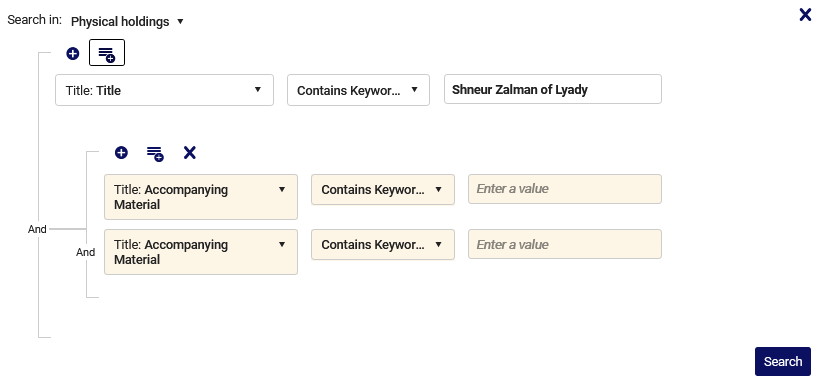 Search in: Physical holdings
Title: Title Contains Keywor... Shneur Zalman of Lyady
Title: Accompanying Material Contains Keywor... Enter a value
And
Title: Accompanying Material Contains Keywor... Enter a value
And
Search